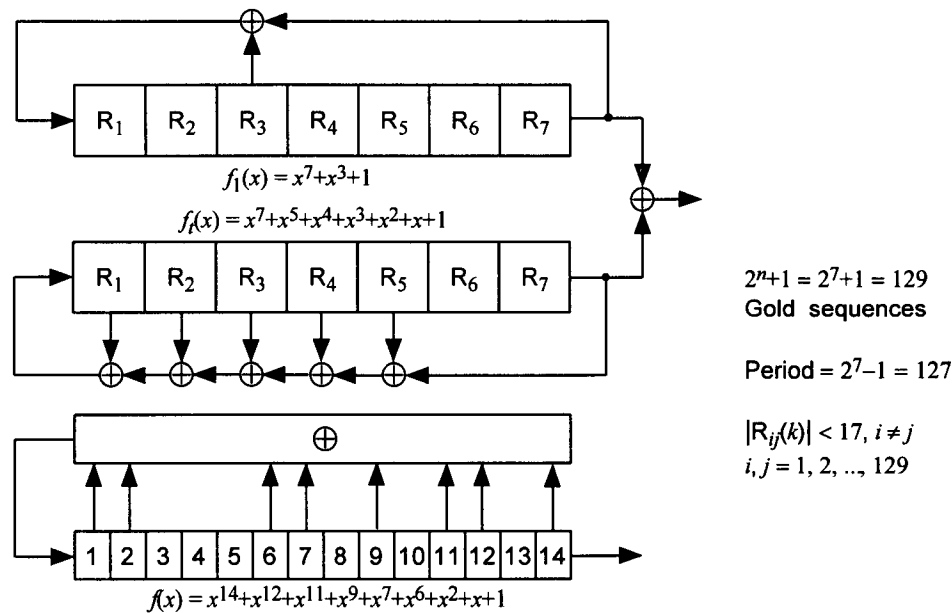 ⊕
R₁ R₂ R₃ R₄ R₅ R₆ R₇
f₁(x) = x⁷+x³+1
⊕
fₜ(x) = x⁷+x⁵+x⁴+x³+x²+x+1
R₁ R₂ R₃ R₄ R₅ R₆ R₇
⊕ ⊕ ⊕ ⊕ ⊕
⊕
1 2 3 4 5 6 7 8 9 10 11 12 13 14
f(x) = x¹⁴+x¹²+x¹¹+x⁹+x⁷+x⁶+x²+x+1
2ⁿ+1 = 2⁷+1 = 129
Gold sequences
Period = 2⁷–1 = 127
|Rᵢⱼ(k)| < 17, i ≠ j
i, j = 1, 2, ..., 129